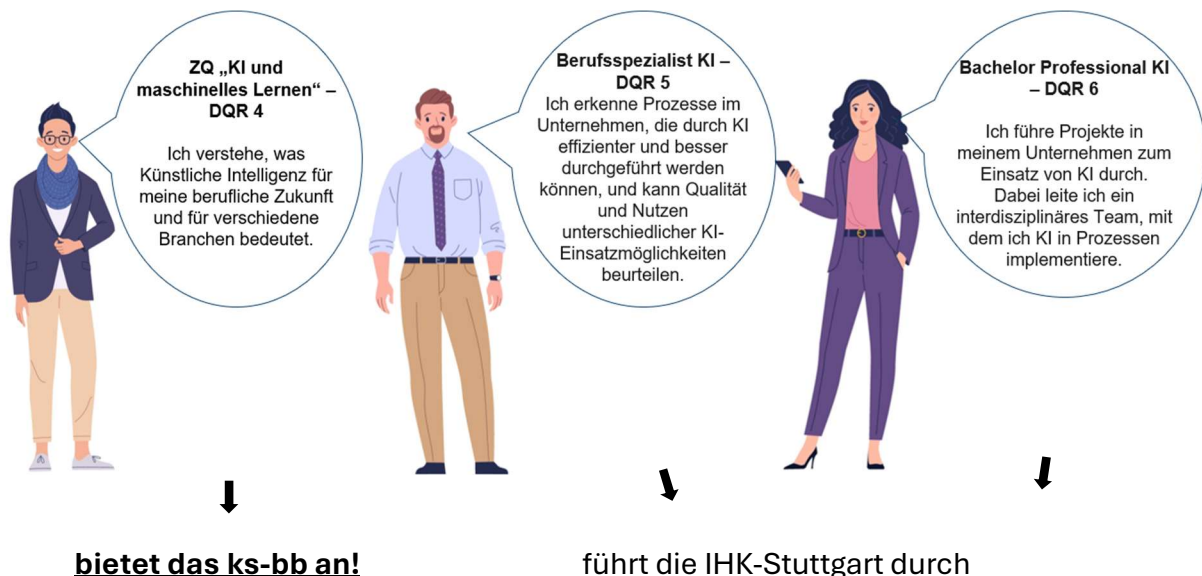 ZQ „KI und
maschinelles Lernen“ –
DQR 4
Ich verstehe, was
Künstliche Intelligenz für
meine berufliche Zukunft
und für verschiedene
Branchen bedeutet.
Berufsspezialist KI –
DQR 5
Ich erkenne Prozesse im
Unternehmen, die durch KI
effizienter und besser
durchgeführt werden
können, und kann Qualität
und Nutzen
unterschiedlicher KI-
Einsatzmöglichkeiten
beurteilen.
Bachelor Professional KI
– DQR 6
Ich führe Projekte in
meinem Unternehmen zum
Einsatz von KI durch.
Dabei leite ich ein
interdisziplinäres Team, mit
dem ich KI in Prozessen
implementiere.
bietet das ks-bb an!
führt die IHK-Stuttgart durch